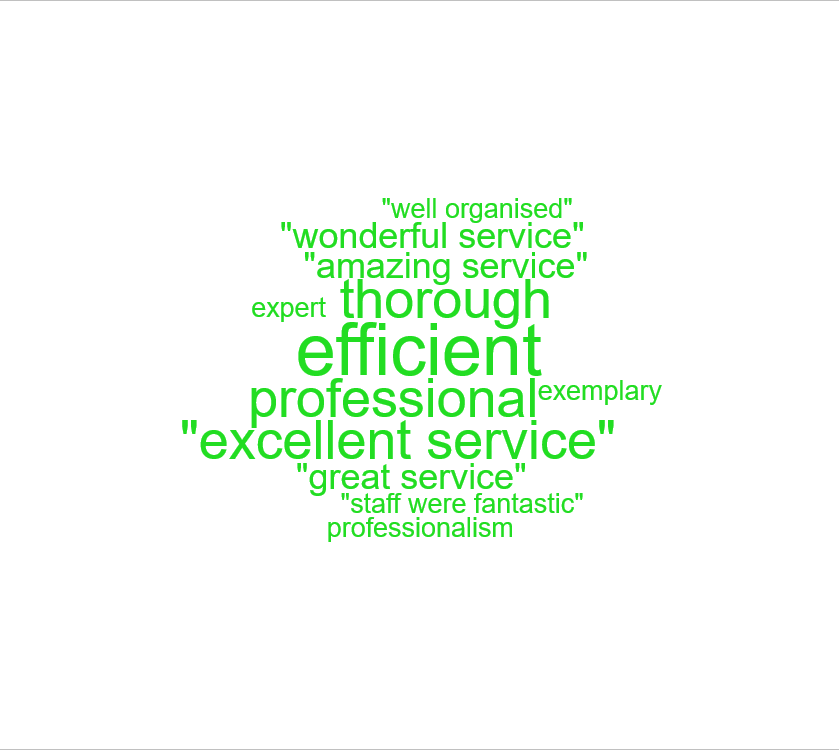 "well organised"
"wonderful service"
"amazing service"
expert thorough
efficient
professional exemplary
"excellent service"
"great service"
"staff were fantastic"
professionalism